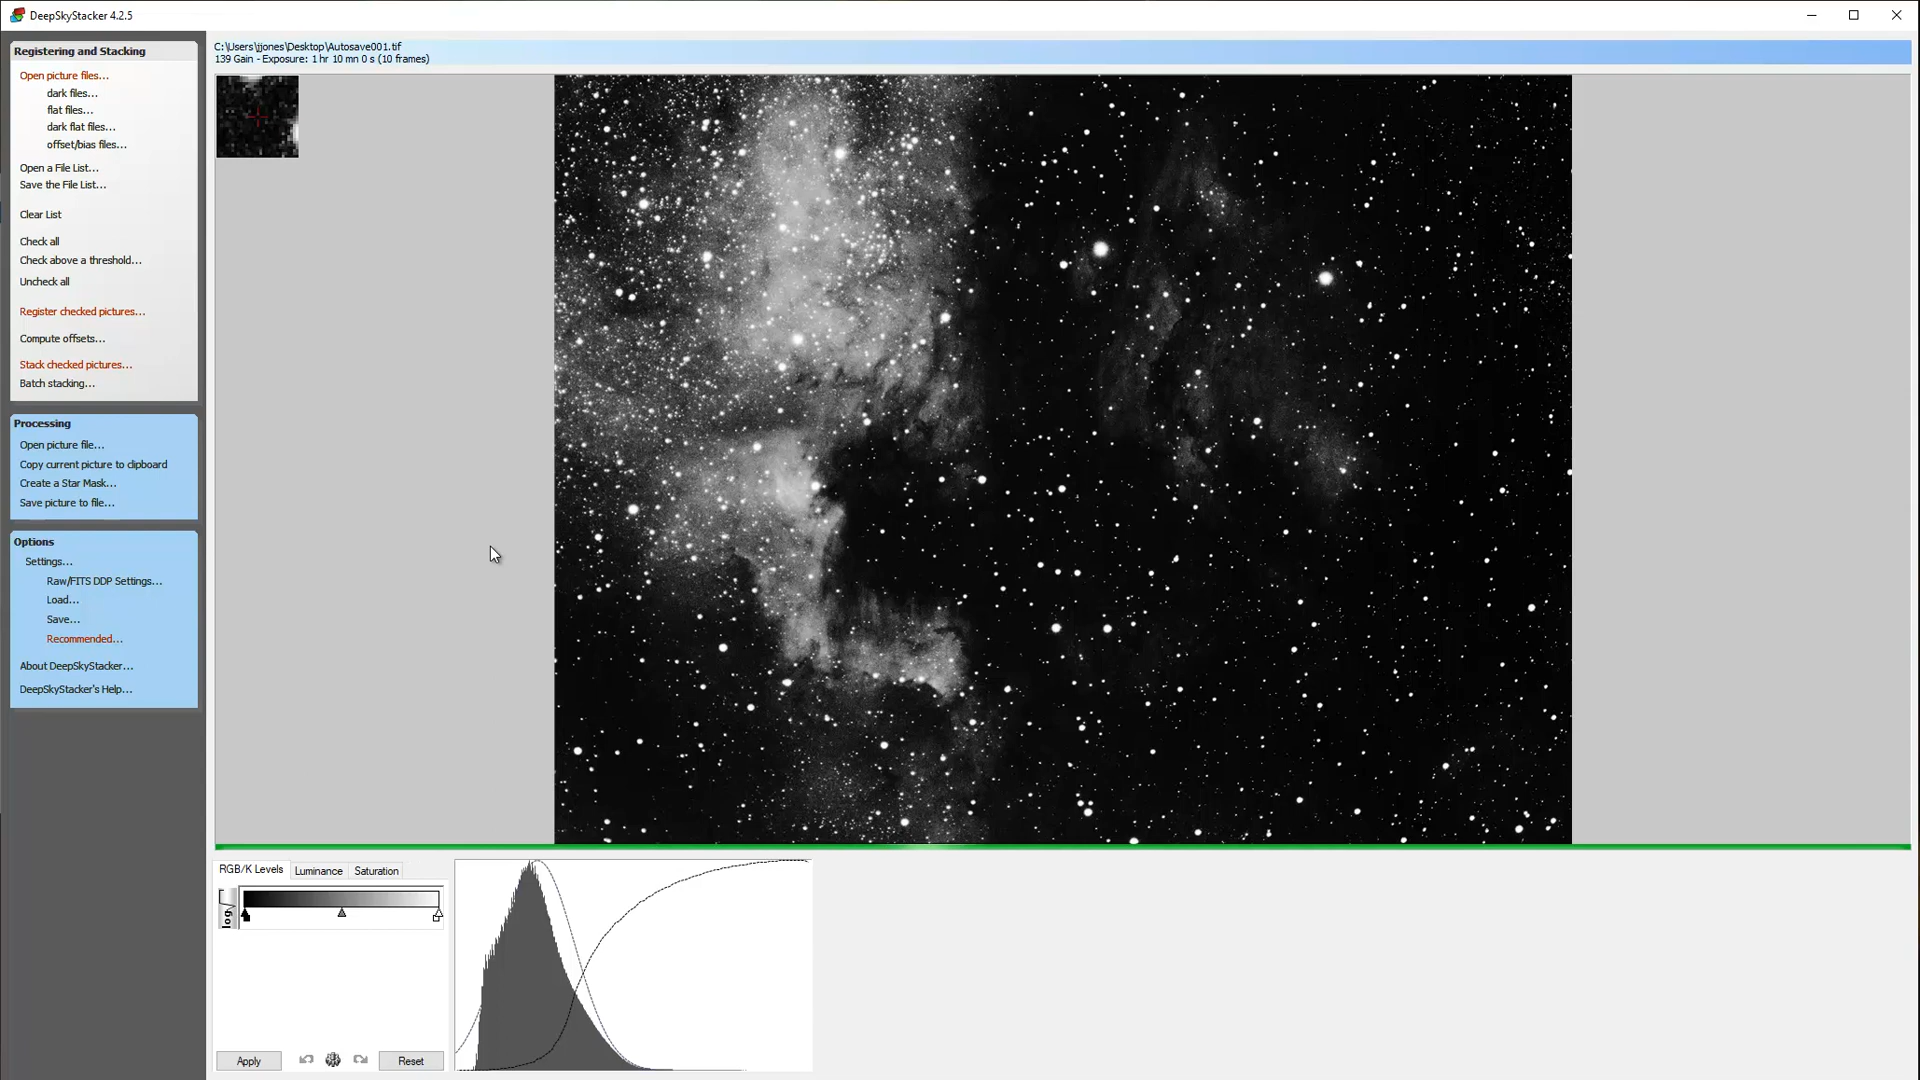 DeepSkyStacker 4.2.5
Registering and Stacking
Open picture files...
dark files...
flat files...
dark flat files...
offset/bias files...
Open a File List...
Save the File List...
Clear List
Check all
Check above a threshold...
Uncheck all
Register checked pictures...
Compute offsets...
Stack checked pictures...
Batch stacking...
Processing
Open picture file...
Copy current picture to clipboard
Create a Star Mask...
Save picture to file...
Options
Settings...
Raw/FITS DDP Settings...
Load...
Save...
Recommended...
About DeepSkyStacker...
DeepSkyStacker's Help...
C:\Users\jjones\Desktop\Autosave001.tif
139 Gain - Exposure: 1 hr 10 mn 0 s (10 frames)
RGB/K Levels Luminance Saturation
log
Apply Reset